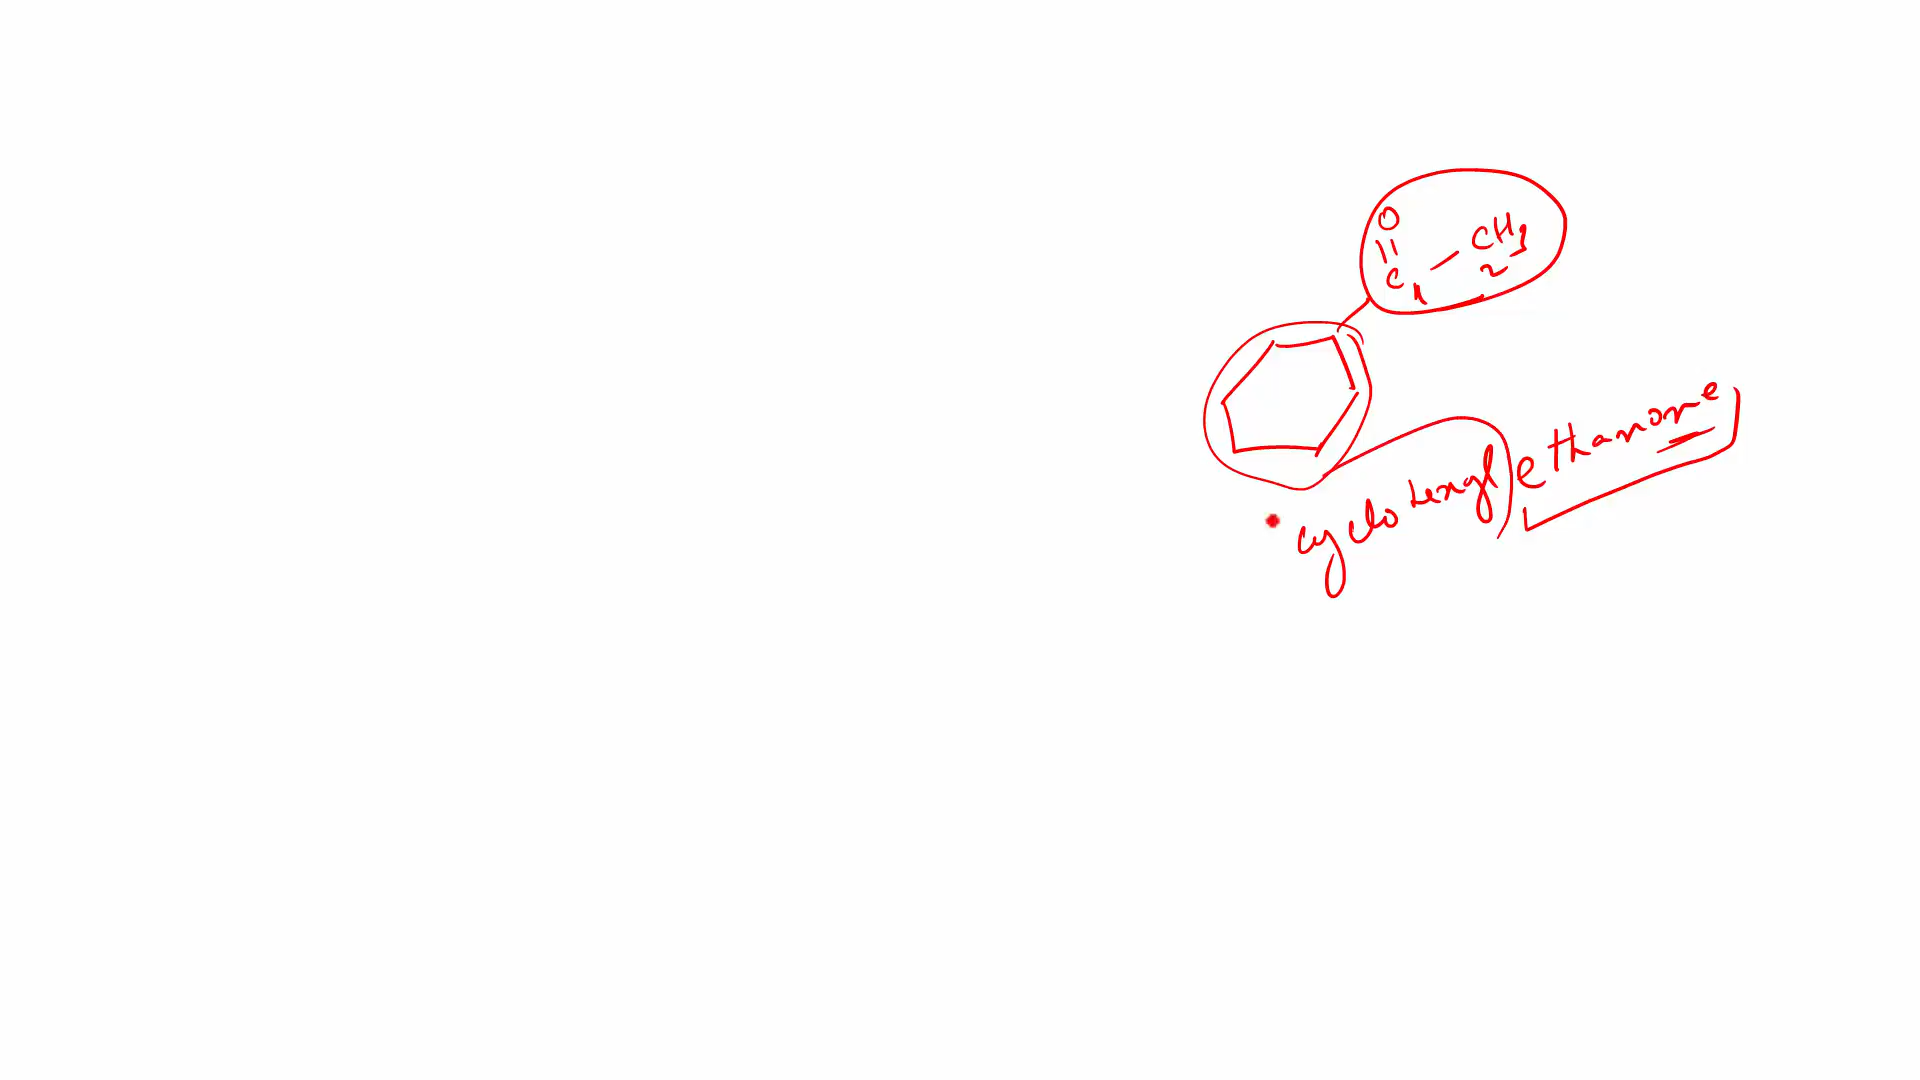 O
||
C — CH3
1 2
cyclohexyl ethanone